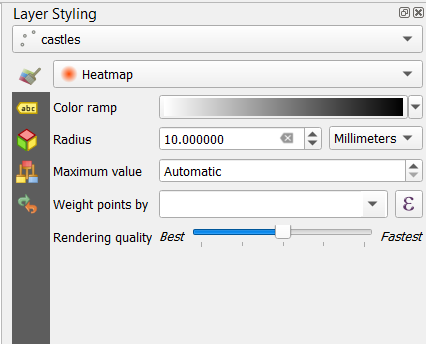 Layer Styling
castles
abc
Heatmap
Color ramp
Radius 10.000000 Millimeters
Maximum value Automatic
Weight points by ε
Rendering quality Best Fastest